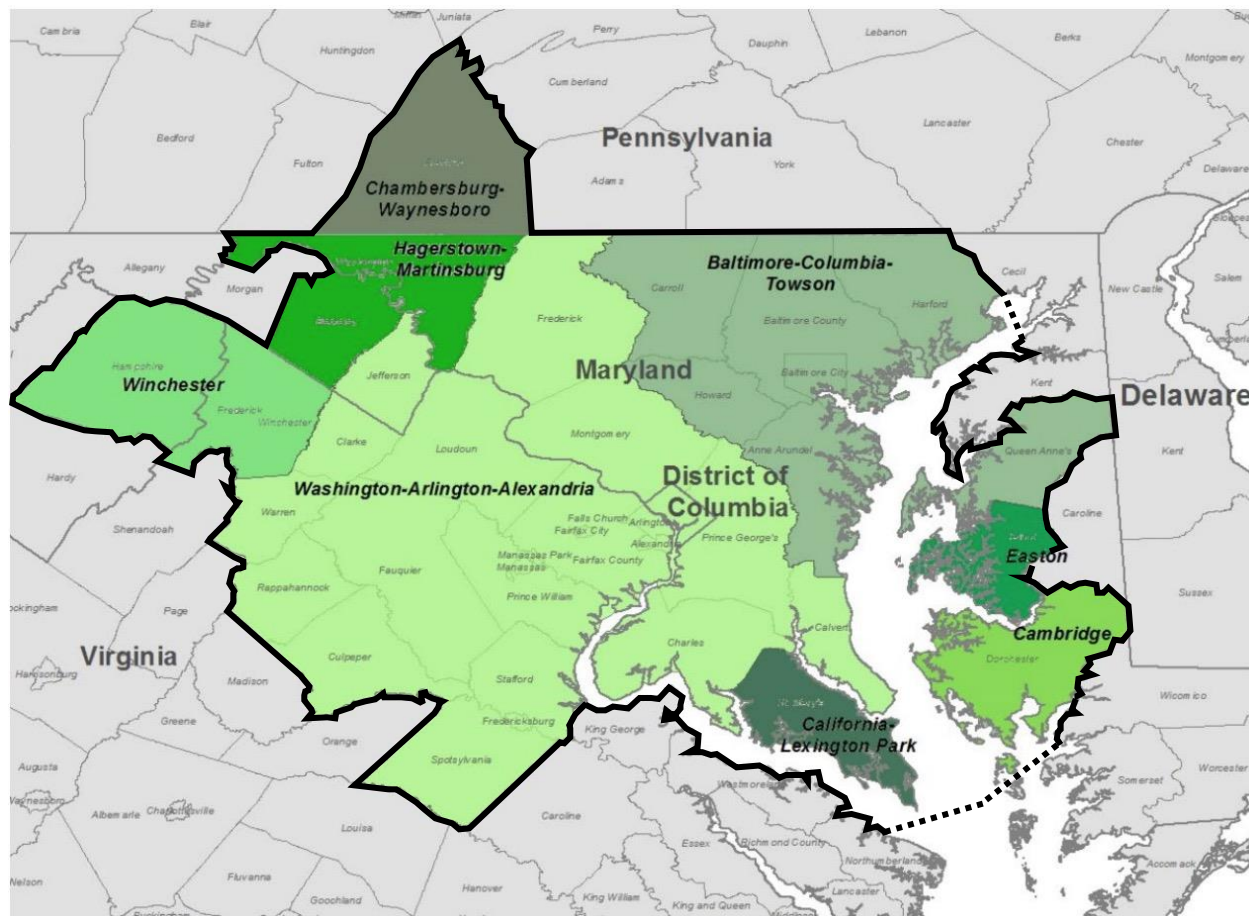 Cambria
Blair
Huntingdon
Juniata
Perry
Dauphin
Lebanon
Berks
Montgomery
Cumberland
Bedford
Fulton
Pennsylvania
Lancaster
Chester
Delaware
Adams
York
Chambersburg-
Waynesboro
Allegany
Morgan
Hagerstown-
Martinsburg
Baltimore-Columbia-
Towson
Cecil
New Castle
Salem
Carroll
Baltimore County
Harford
Frederick
Hampshire
Winchester
Jefferson
Maryland
Baltimore City
Kent
Delaware
Frederick
Winchester
Howard
Clarke
Loudoun
Montgomery
Anne Arundel
Queen Anne's
Kent
Hardy
Washington-Arlington-Alexandria
District of
Columbia
Warren
Falls Church
Fairfax City
Arlington
Alexandria
Prince George's
Caroline
Shenandoah
Manassas Park
Manassas
Fairfax County
Easton
Rappahannock
Fauquier
Prince William
Sussex
Page
Charles
Calvert
Cambridge
Virginia
Culpeper
Dorchester
Harrisonburg
Madison
Stafford
St. Mary's
Wicomico
Greene
Fredericksburg
King George
California-
Lexington Park
Orange
Augusta
Spotsylvania
Westmoreland
Somerset
Worcester
Waynesboro
Albemarle
Charlottesville
Caroline
Louisa
Essex
Richmond County
Northumberland
Accomack
Nelson
Fluvanna
Goochland
Hanover
King William
King and Queen
Lancaster